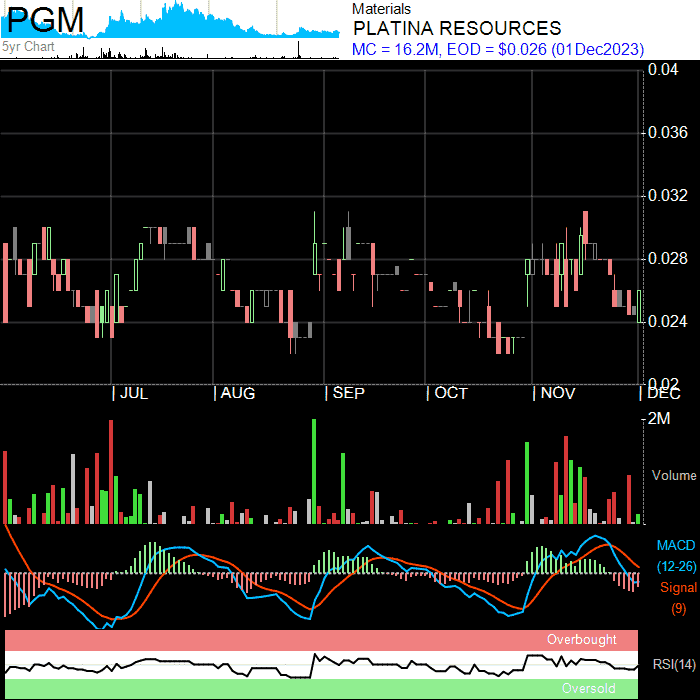 PGM
5yr Chart
Materials
PLATINA RESOURCES
MC = 16.2M, EOD = $0.026 (01Dec2023)
0.04
0.036
0.032
0.028
0.024
0.02
JUL AUG SEP OCT NOV DEC
2M
Volume
MACD
(12-26)
Signal
(9)
Overbought
RSI(14)
Oversold